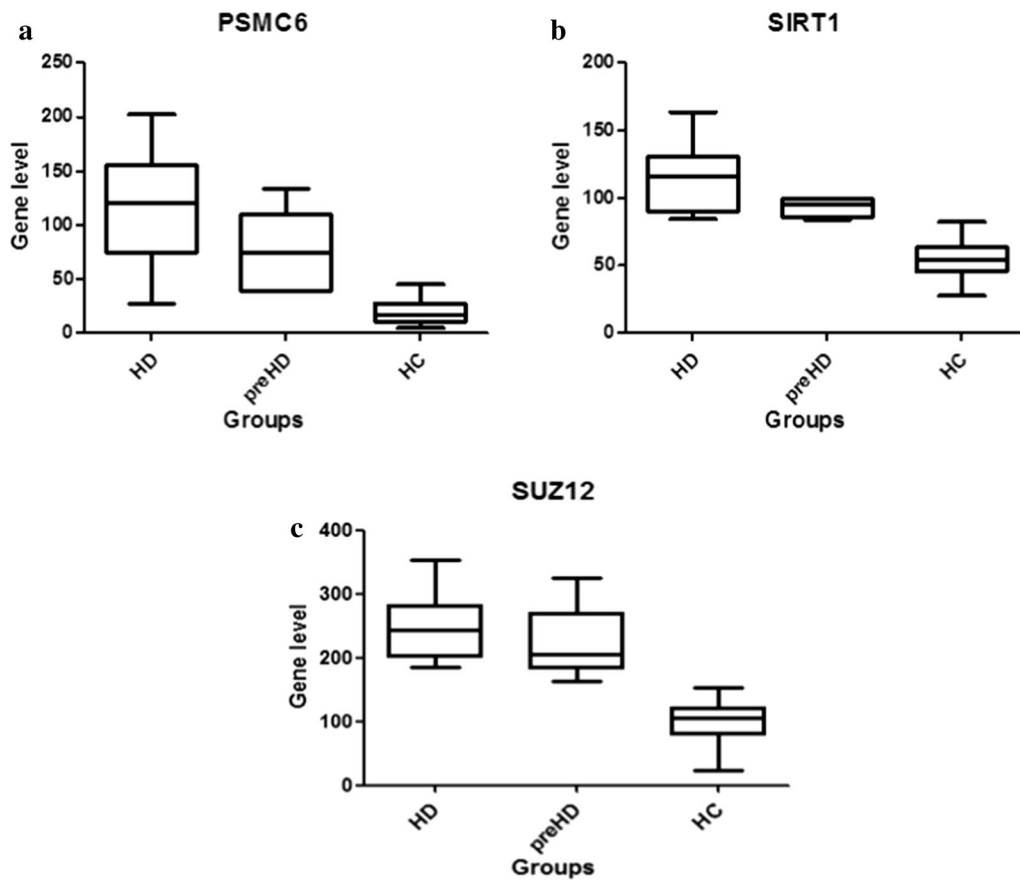 a
PSMC6
250
200
150
100
50
0
Gene level
HD
preHD
HC
Groups
b
SIRT1
200
150
100
50
0
Gene level
HD
preHD
HC
Groups
c
SUZ12
400
300
200
100
0
Gene level
HD
preHD
HC
Groups